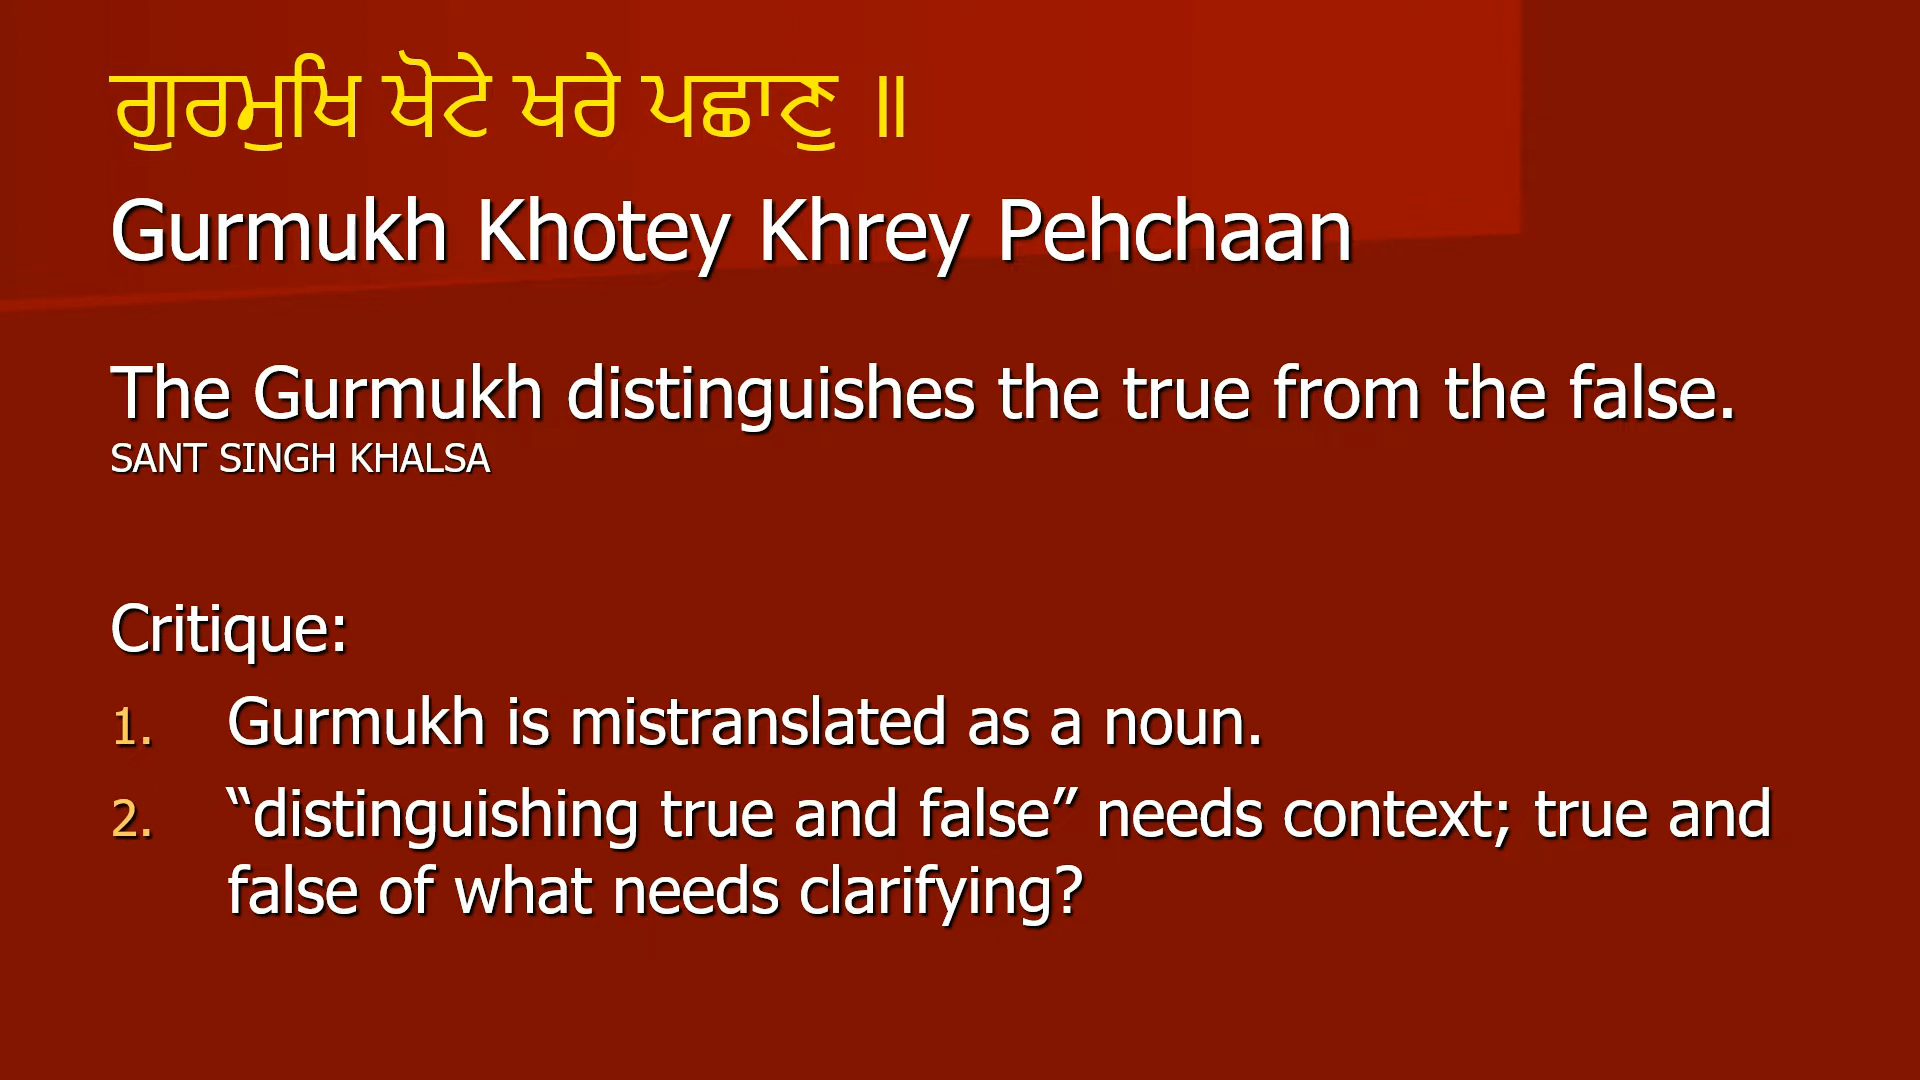 ਗੁਰਮੁਖਿ ਖੋਟੇ ਖਰੇ ਪਛਾਣੁ ॥
Gurmukh Khotey Khrey Pehchaan
The Gurmukh distinguishes the true from the false.
SANT SINGH KHALSA
Critique:
1. Gurmukh is mistranslated as a noun.
2. “distinguishing true and false” needs context; true and
false of what needs clarifying?